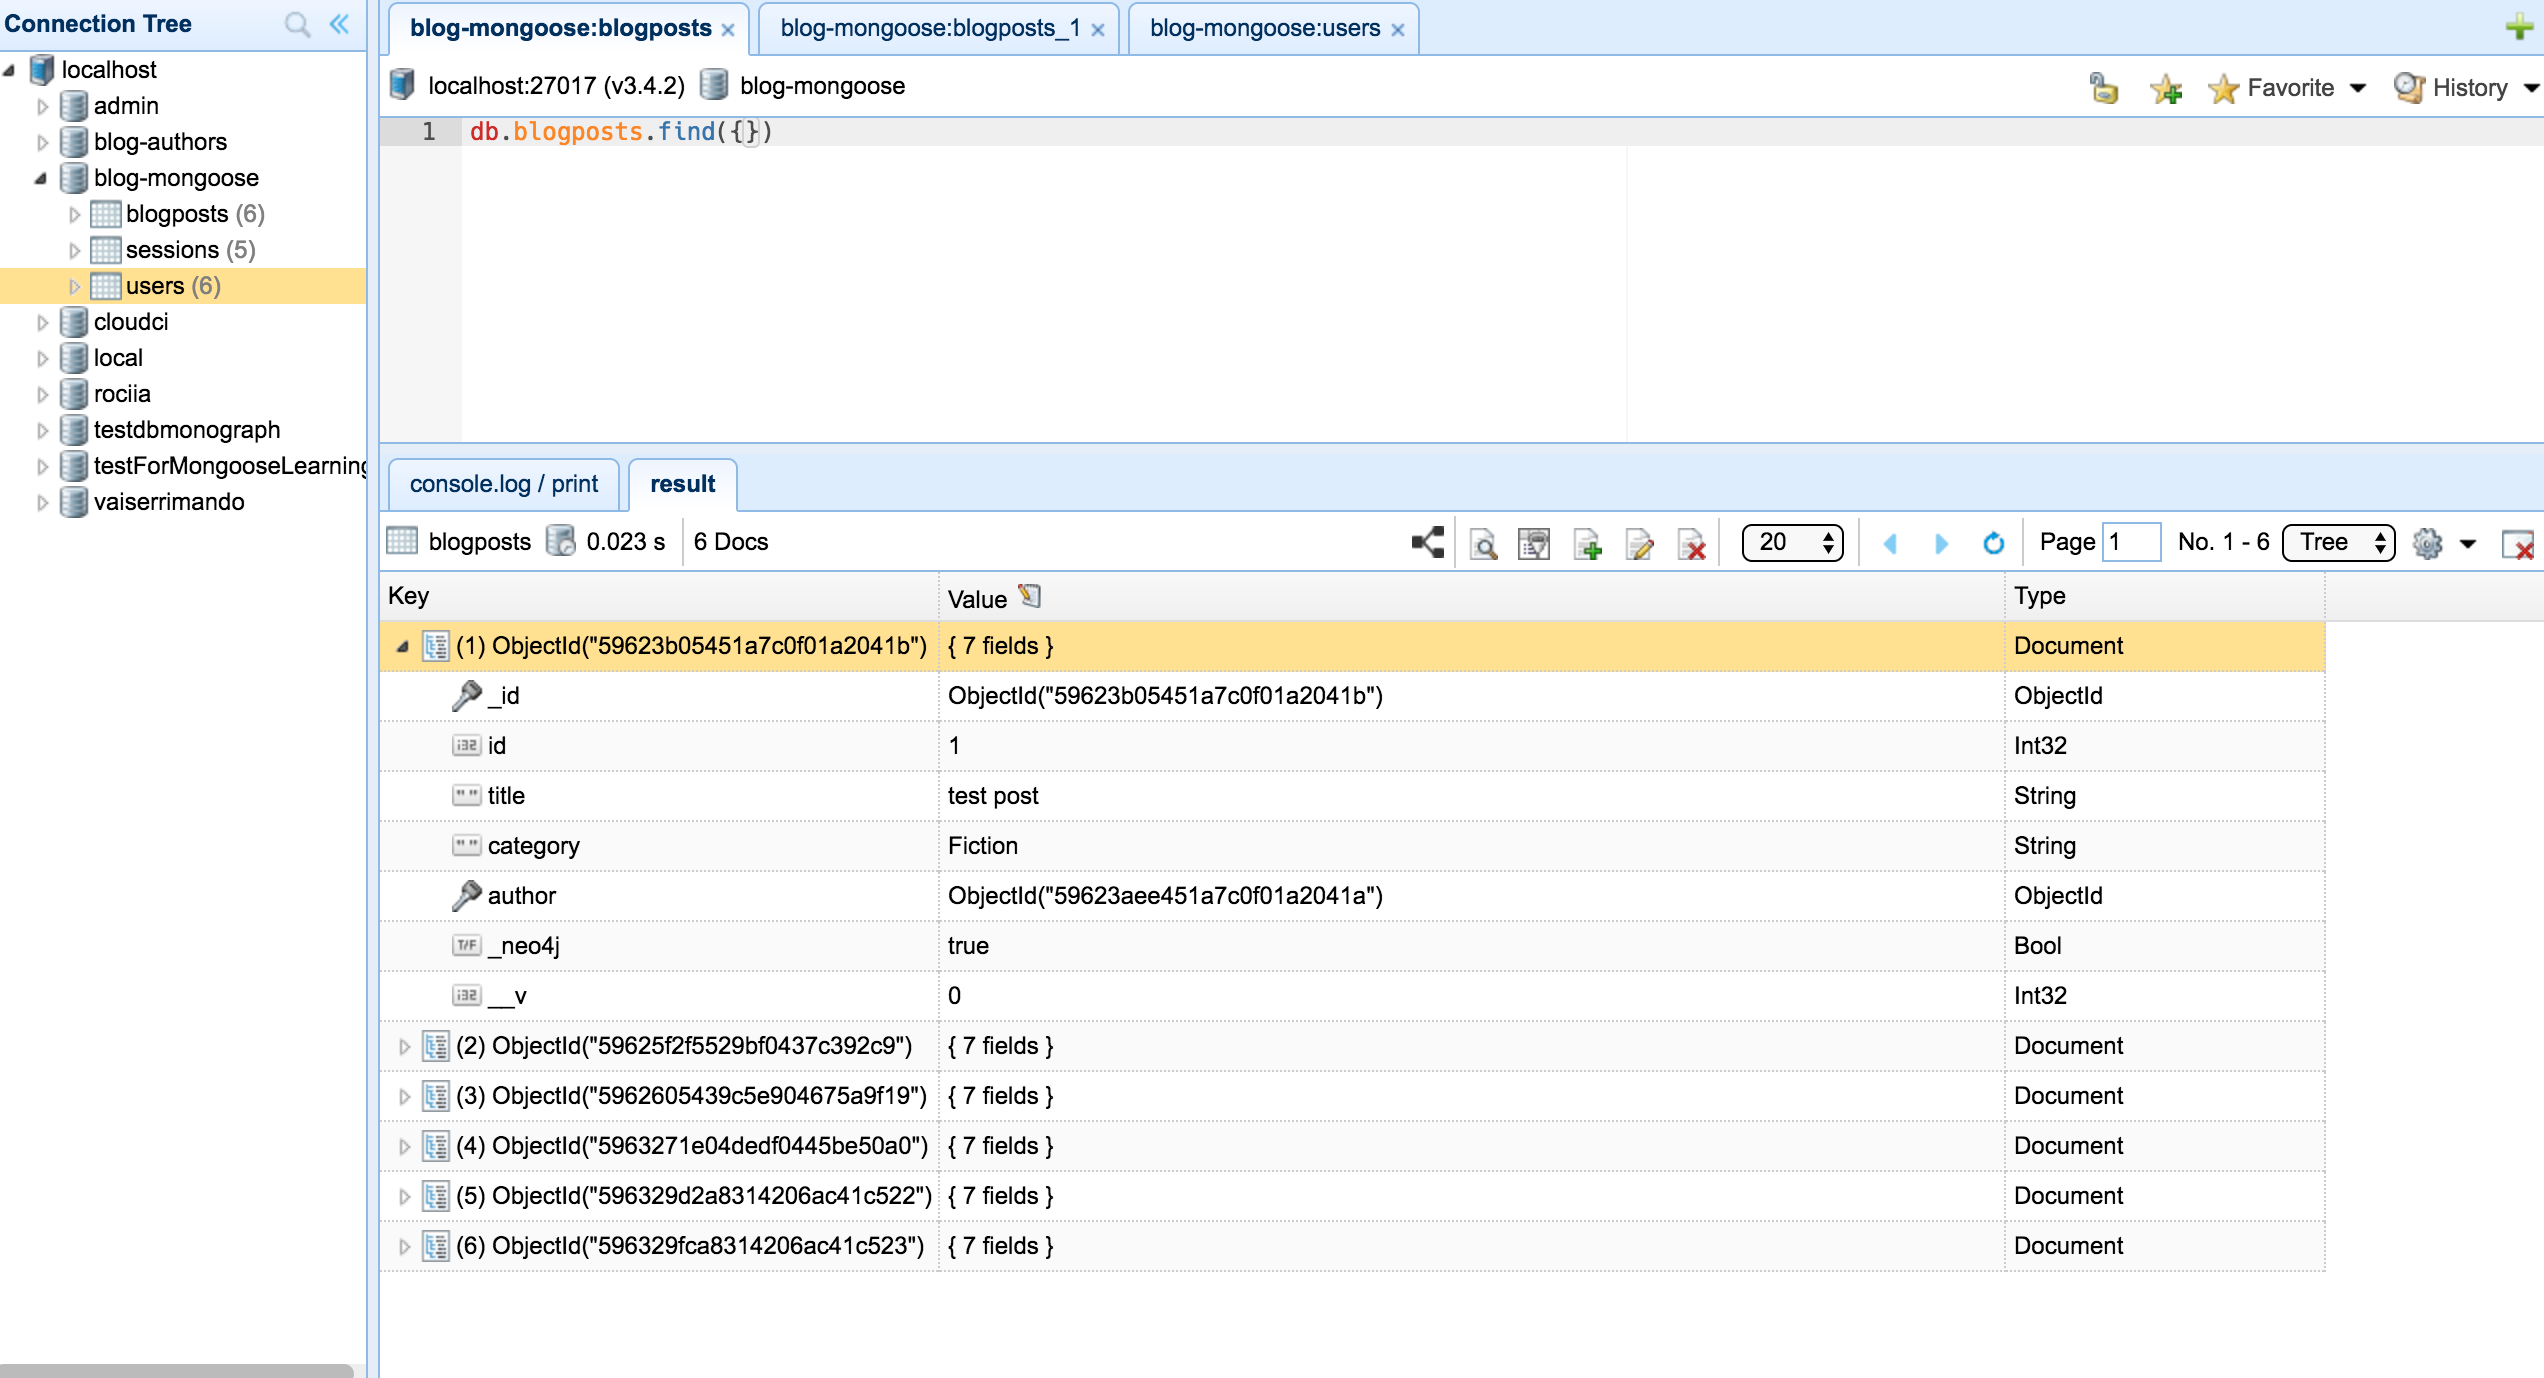 Connection Tree
localhost
admin
blog-authors
blog-mongoose
blogposts (6)
sessions (5)
users (6)
cloudci
local
rociia
testdbmonograph
testForMongooseLearning
vaiserrimando
blog-mongoose:blogposts
blog-mongoose:blogposts_1
blog-mongoose:users
localhost:27017 (v3.4.2) blog-mongoose
Favorite
History
1 db.blogposts.find({})
console.log / print
result
blogposts 0.023 s 6 Docs
20
Page 1 No. 1 - 6 Tree
Key Value Type
(1) ObjectId("59623b05451a7c0f01a2041b") { 7 fields } Document
_id ObjectId("59623b05451a7c0f01a2041b") ObjectId
i32 id 1 Int32
" " title test post String
" " category Fiction String
author ObjectId("59623aee451a7c0f01a2041a") ObjectId
T/F _neo4j true Bool
i32 __v 0 Int32
(2) ObjectId("59625f2f5529bf0437c392c9") { 7 fields } Document
(3) ObjectId("5962605439c5e904675a9f19") { 7 fields } Document
(4) ObjectId("5963271e04dedf0445be50a0") { 7 fields } Document
(5) ObjectId("596329d2a8314206ac41c522") { 7 fields } Document
(6) ObjectId("596329fca8314206ac41c523") { 7 fields } Document